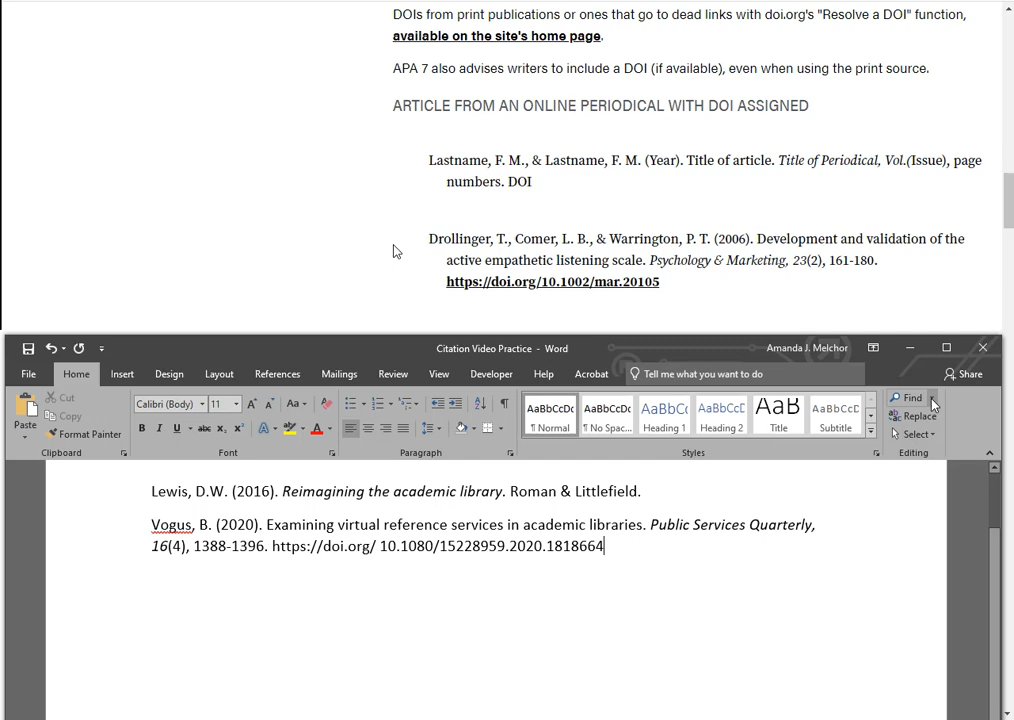 DOIs from print publications or ones that go to dead links with doi.org's "Resolve a DOI" function,
available on the site's home page.
APA 7 also advises writers to include a DOI (if available), even when using the print source.
ARTICLE FROM AN ONLINE PERIODICAL WITH DOI ASSIGNED
Lastname, F. M., & Lastname, F. M. (Year). Title of article. Title of Periodical, Vol.(Issue), page
numbers. DOI
Drollinger, T., Comer, L. B., & Warrington, P. T. (2006). Development and validation of the
active empathetic listening scale. Psychology & Marketing, 23(2), 161-180.
https://doi.org/10.1002/mar.20105
Citation Video Practice - Word
Amanda J. Melchor
File Home Insert Draw Design Layout References Mailings Review View Developer Help Acrobat Tell me what you want to do Share
Paste
Cut
Copy
Format Painter
Calibri (Body) 11 A A Aa
B I U abc x₂ x² A A
AaBbCcDc AaBbCcDc AaBbCc AaBbCcC AaB AaBbCcC
¶ Normal ¶ No Spac... Heading 1 Heading 2 Title Subtitle
Find
Replace
Select
Clipboard Font Paragraph Styles Editing
Lewis, D.W. (2016). Reimagining the academic library. Roman & Littlefield.
Vogus, B. (2020). Examining virtual reference services in academic libraries. Public Services Quarterly,
16(4), 1388-1396. https://doi.org/ 10.1080/15228959.2020.1818664